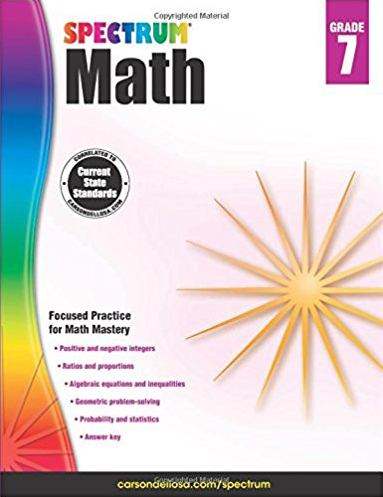 Copyrighted Material
SPECTRUM®
Math
GRADE
7
CORRELATED TO
Current
State
Standards
CARSONDELLOSA.COM
Focused Practice
for Math Mastery
• Positive and negative integers
• Ratios and proportions
• Algebraic equations and inequalities
• Geometric problem-solving
• Probability and statistics
• Answer key
carsondellosa.com/spectrum
Copyrighted Material